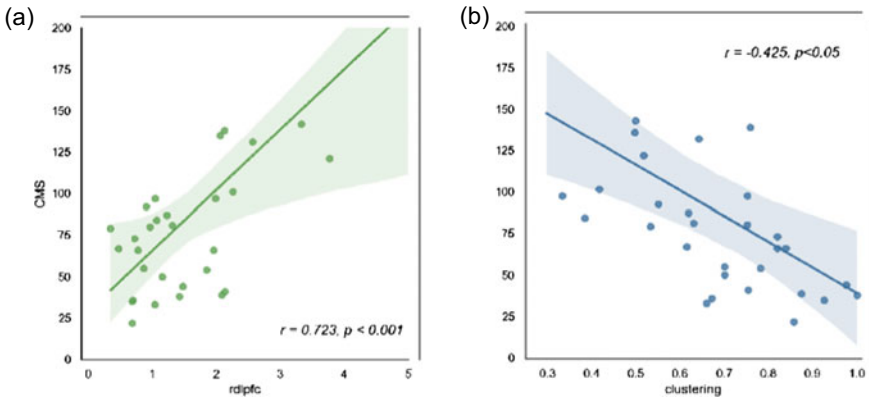 (a)
200
175
150
125
100
75
50
25
0
CMS
0 1 2 3 4 5
rdlpfc
r = 0.723, p < 0.001
(b)
200
175
150
125
100
75
50
25
0
r = -0.425, p<0.05
0.3 0.4 0.5 0.6 0.7 0.8 0.9 1.0
clustering